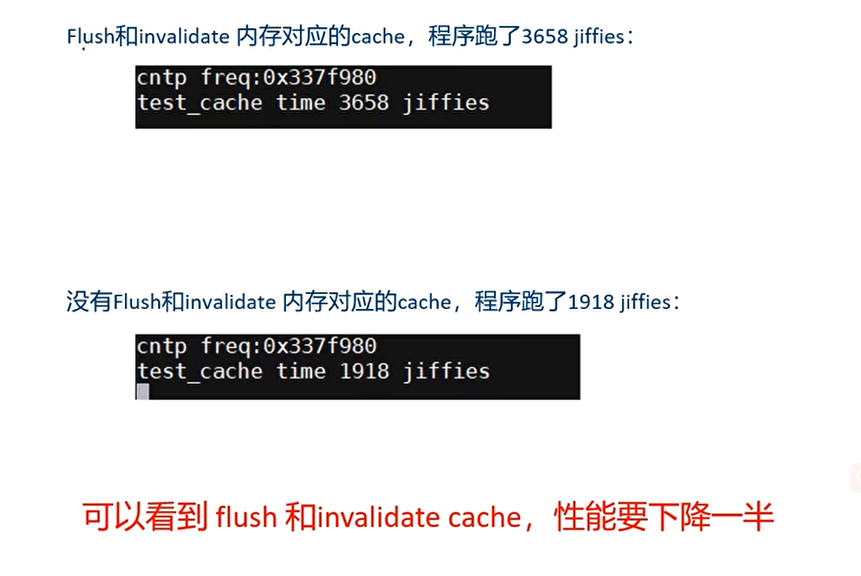 Flush和invalidate 内存对应的cache，程序跑了3658 jiffies：
cntp freq:0x337f980
test_cache time 3658 jiffies
没有Flush和invalidate 内存对应的cache，程序跑了1918 jiffies：
cntp freq:0x337f980
test_cache time 1918 jiffies
可以看到 flush 和invalidate cache，性能要下降一半